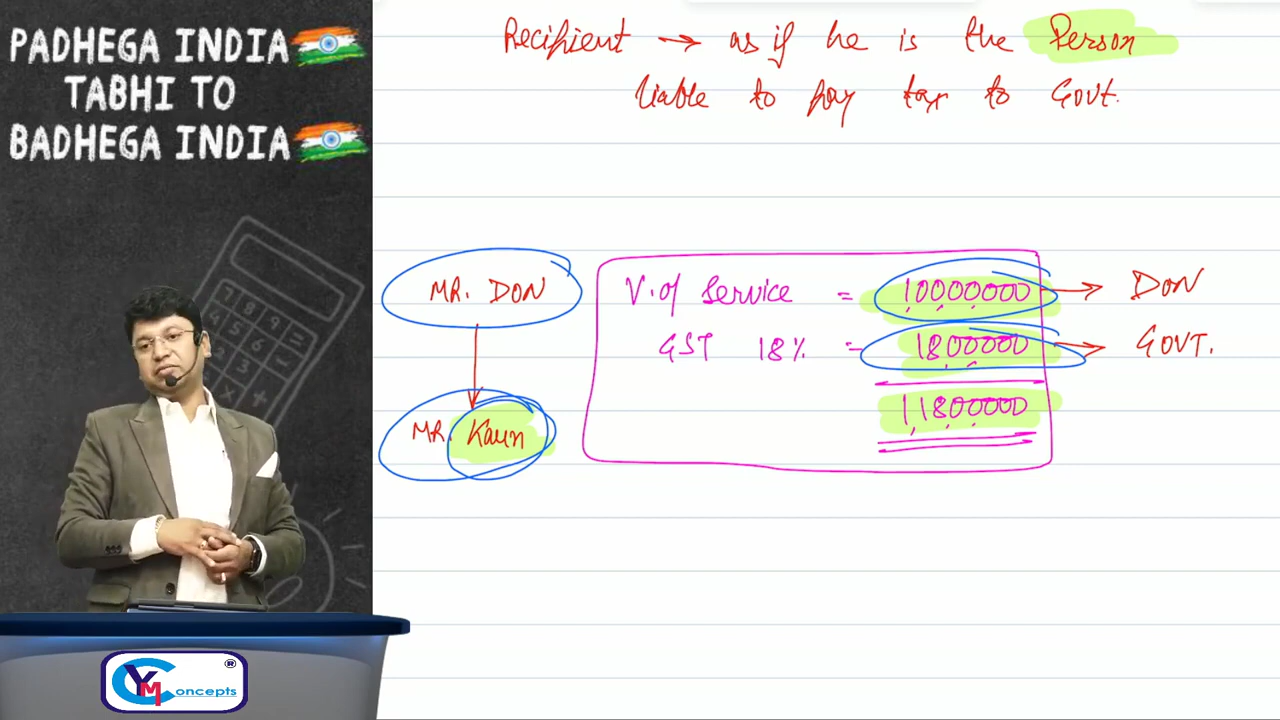 PADHEGA INDIA
TABHI TO
BADHEGA INDIA
Recipient → as if he is the Person
liable to pay tax to Govt.
MR. DON
V. of Service = 10000000 → DON
GST 18% = 1800000 → GOVT.
11800000
MR. Kaun
YM Concepts ®